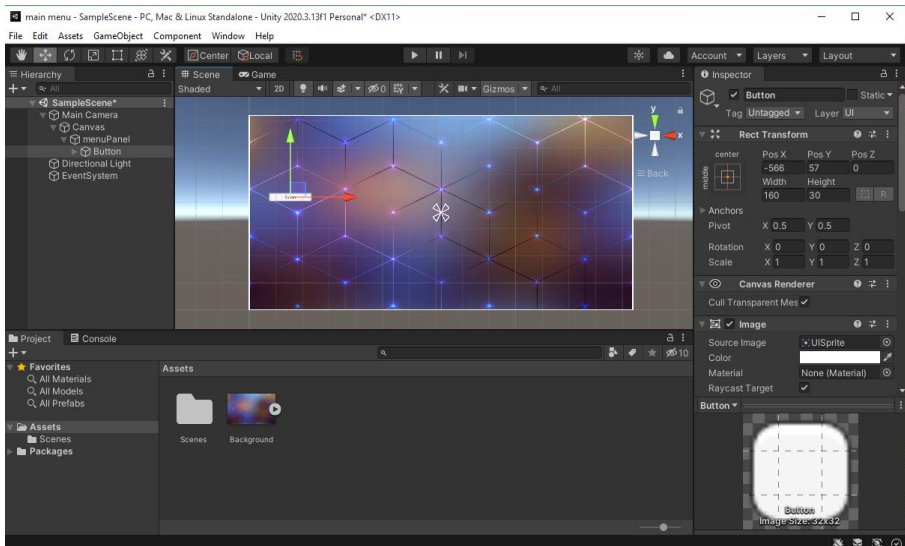 main menu - SampleScene - PC, Mac & Linux Standalone - Unity 2020.3.13f1 Personal* <DX11>
File Edit Assets GameObject Component Window Help
Center Local Account Layers Layout
Hierarchy # Scene Game Inspector
All Shaded 2D 0 Gizmos All Button Static
SampleScene* Tag Untagged Layer UI
Main Camera
Canvas
menuPanel
Button
Directional Light
EventSystem
y
x
Back
Rect Transform
center Pos X Pos Y Pos Z
middle -566 57 0
Width Height
160 30 R
Anchors
Pivot X 0.5 Y 0.5
Rotation X 0 Y 0 Z 0
Scale X 1 Y 1 Z 1
Canvas Renderer
Cull Transparent Mes
Image
Source Image UISprite
Color
Material None (Material)
Raycast Target
Project Console
10
Favorites
All Materials
All Models
All Prefabs
Assets
Scenes
Packages
Assets
Scenes Background
Button
Button
Image Size: 32x32